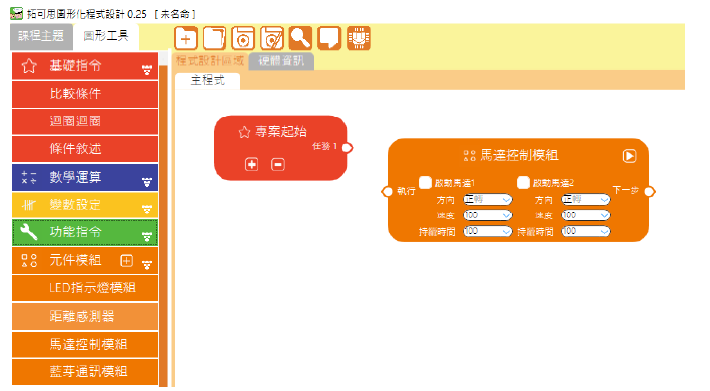 拓可思圖形化程式設計 0.25 [ 未命名 ]
課程主題 圖形工具
程式設計區域 硬體資訊
主程式
基礎指令
比較條件
迴圈迴圈
條件敘述
數學運算
變數設定
功能指令
元件模組
LED指示燈模組
距離感測器
馬達控制模組
藍芽通訊模組
專案起始
任務 1
馬達控制模組
執行 啟動馬達1 啟動馬達2 下一步
方向 正轉 方向 正轉
速度 100 速度 100
持續時間 100 持續時間 100